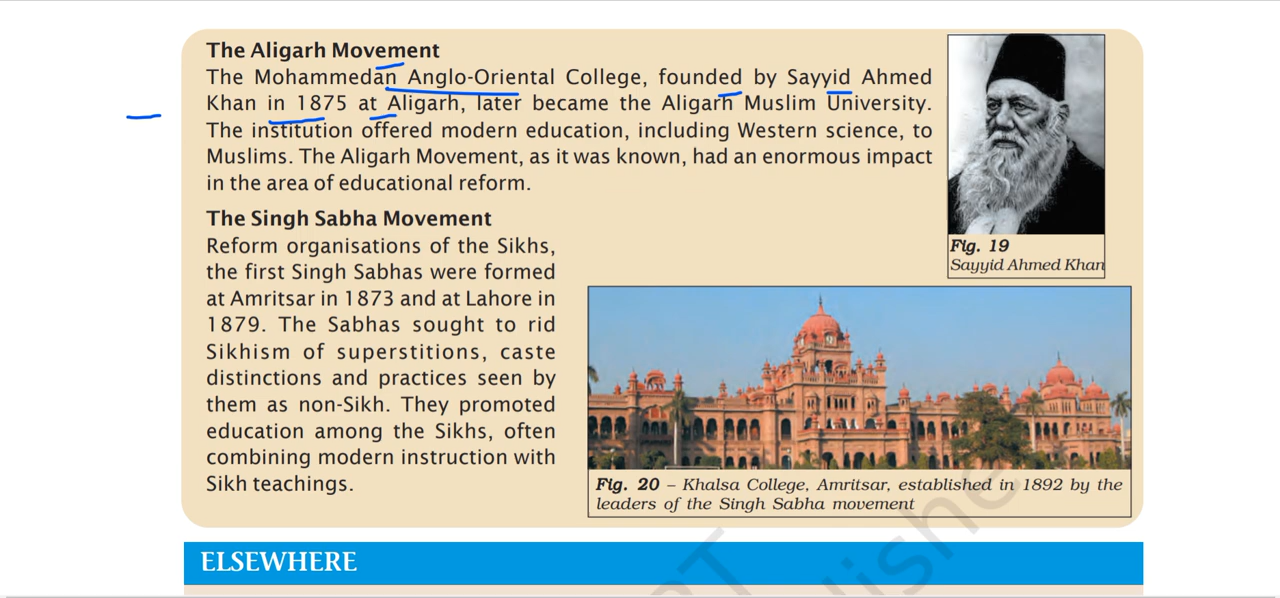 The Aligarh Movement
The Mohammedan Anglo-Oriental College, founded by Sayyid Ahmed
Khan in 1875 at Aligarh, later became the Aligarh Muslim University.
The institution offered modern education, including Western science, to
Muslims. The Aligarh Movement, as it was known, had an enormous impact
in the area of educational reform.
Fig. 19
Sayyid Ahmed Khan
The Singh Sabha Movement
Reform organisations of the Sikhs,
the first Singh Sabhas were formed
at Amritsar in 1873 and at Lahore in
1879. The Sabhas sought to rid
Sikhism of superstitions, caste
distinctions and practices seen by
them as non-Sikh. They promoted
education among the Sikhs, often
combining modern instruction with
Sikh teachings.
Fig. 20 – Khalsa College, Amritsar, established in 1892 by the
leaders of the Singh Sabha movement
ELSEWHERE